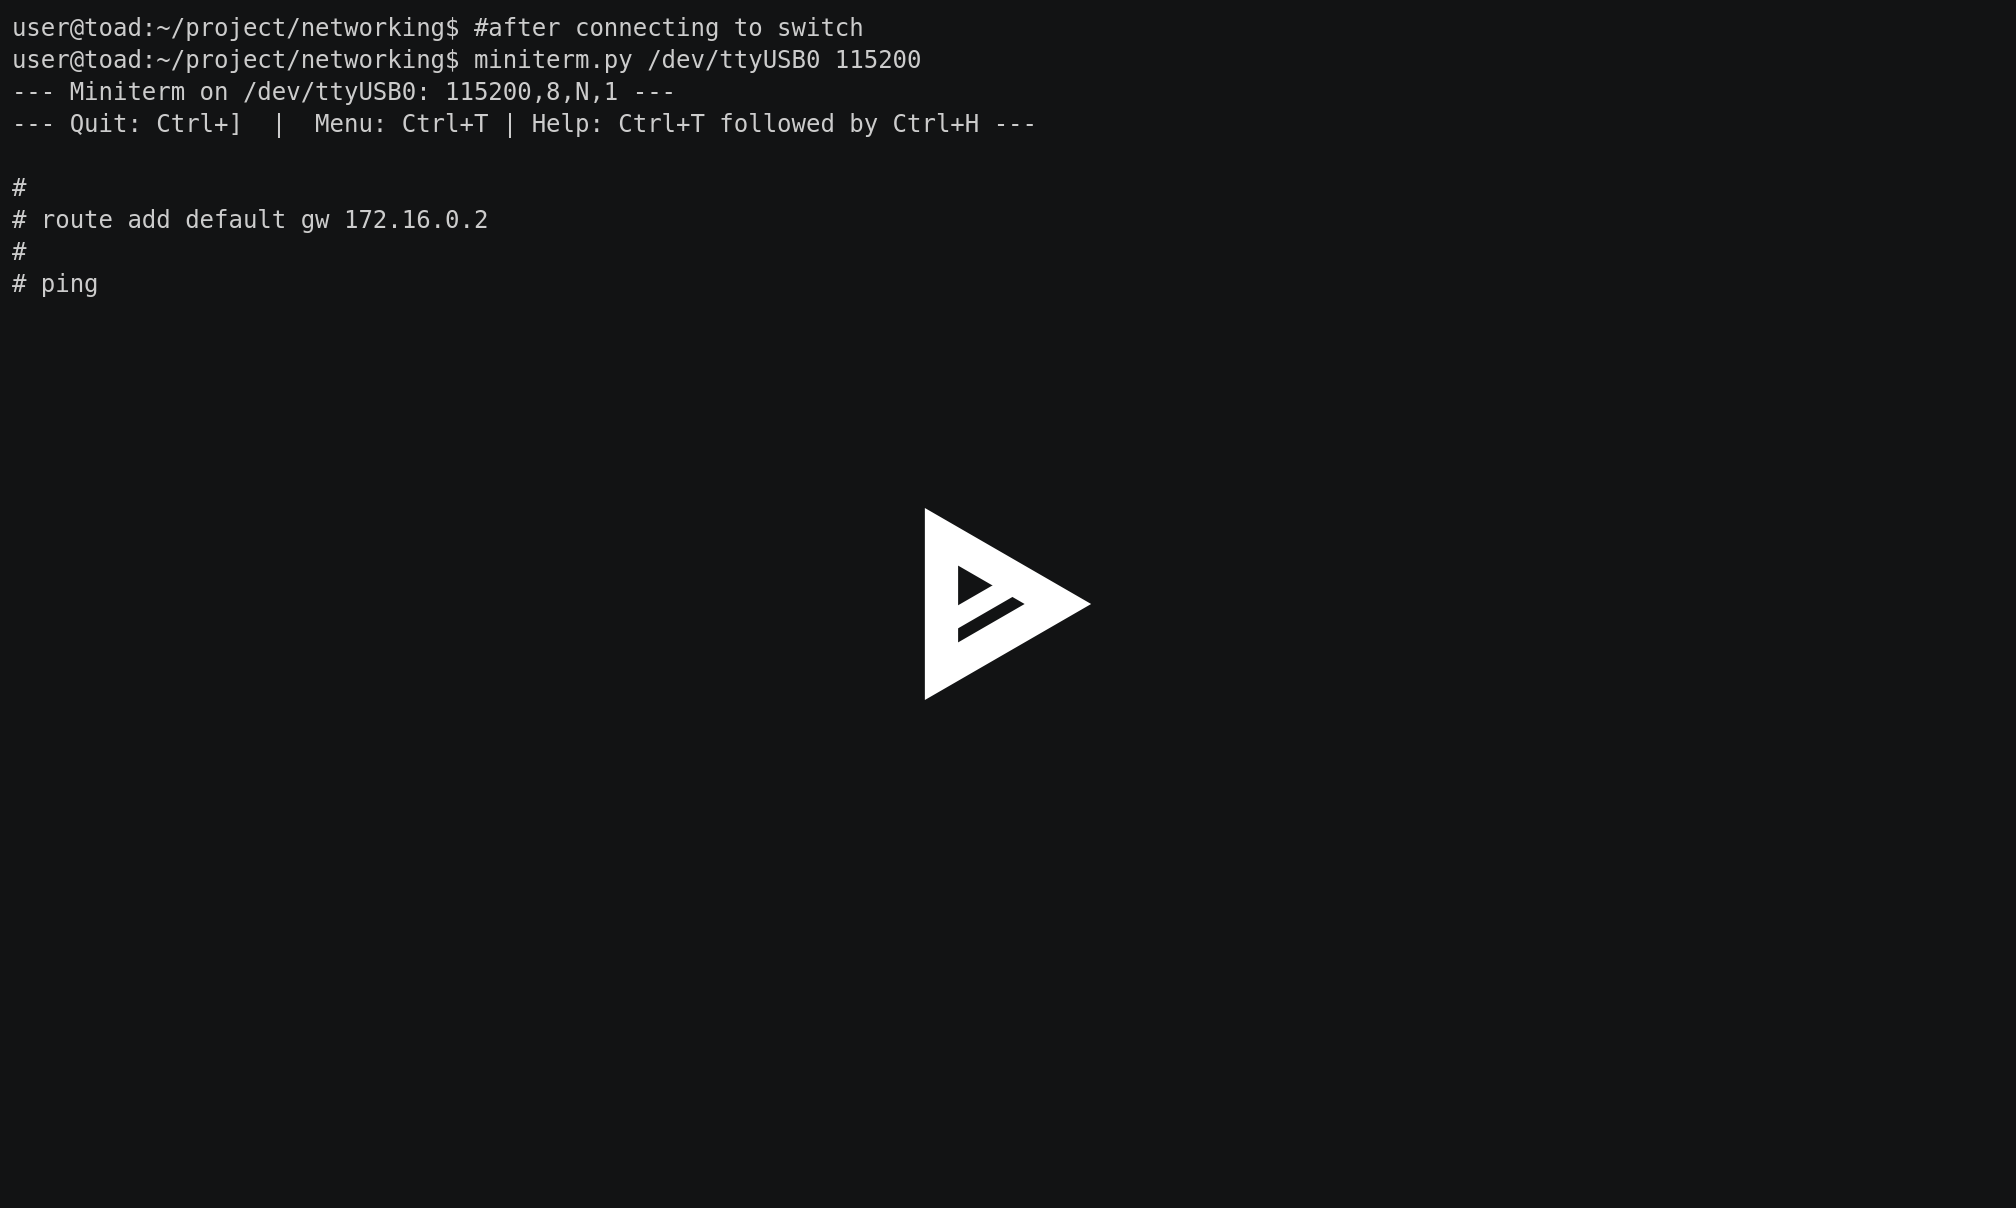 user@toad:~/project/networking$ #after connecting to switch
user@toad:~/project/networking$ miniterm.py /dev/ttyUSB0 115200
--- Miniterm on /dev/ttyUSB0: 115200,8,N,1 ---
--- Quit: Ctrl+]  |  Menu: Ctrl+T | Help: Ctrl+T followed by Ctrl+H ---
#
# route add default gw 172.16.0.2
#
# ping